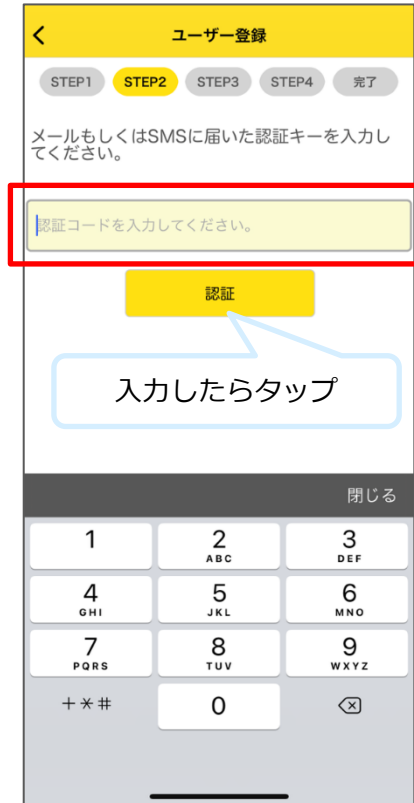 ユーザー登録
STEP1 STEP2 STEP3 STEP4 完了
メールもしくはSMSに届いた認証キーを入力し
てください。
認証コードを入力してください。
認証
入力したらタップ
閉じる
1 2 3
ABC DEF
4 5 6
GHI JKL MNO
7 8 9
PQRS TUV WXYZ
+*# 0